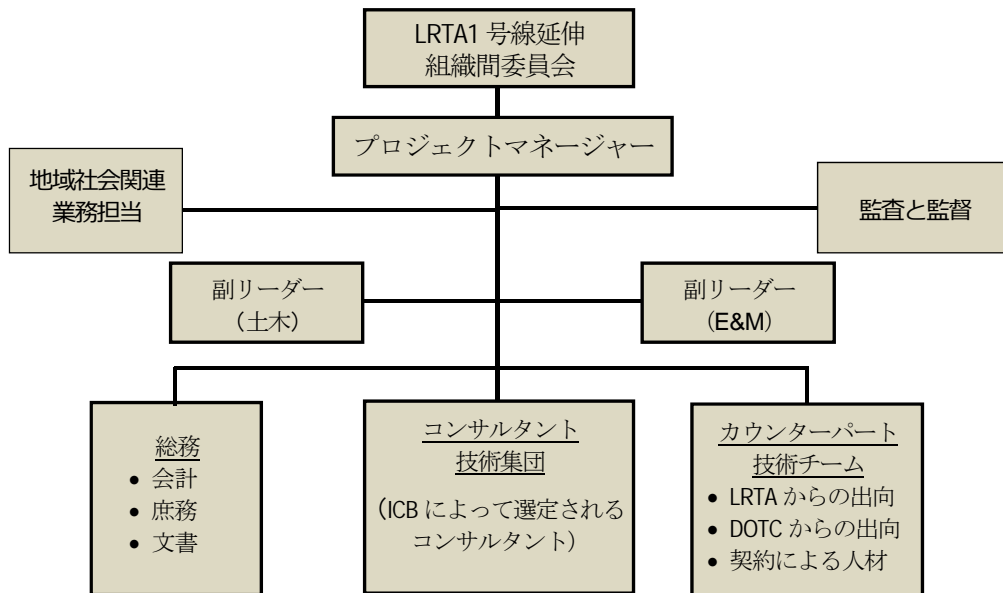 LRTA1 号線延伸
組織間委員会
プロジェクトマネージャー
地域社会関連
業務担当
監査と監督
副リーダー
（土木）
副リーダー
(E&M)
総務
• 会計
• 庶務
• 文書
コンサルタント
技術集団
（ICB によって選定される
コンサルタント）
カウンターパート
技術チーム
• LRTA からの出向
• DOTC からの出向
• 契約による人材